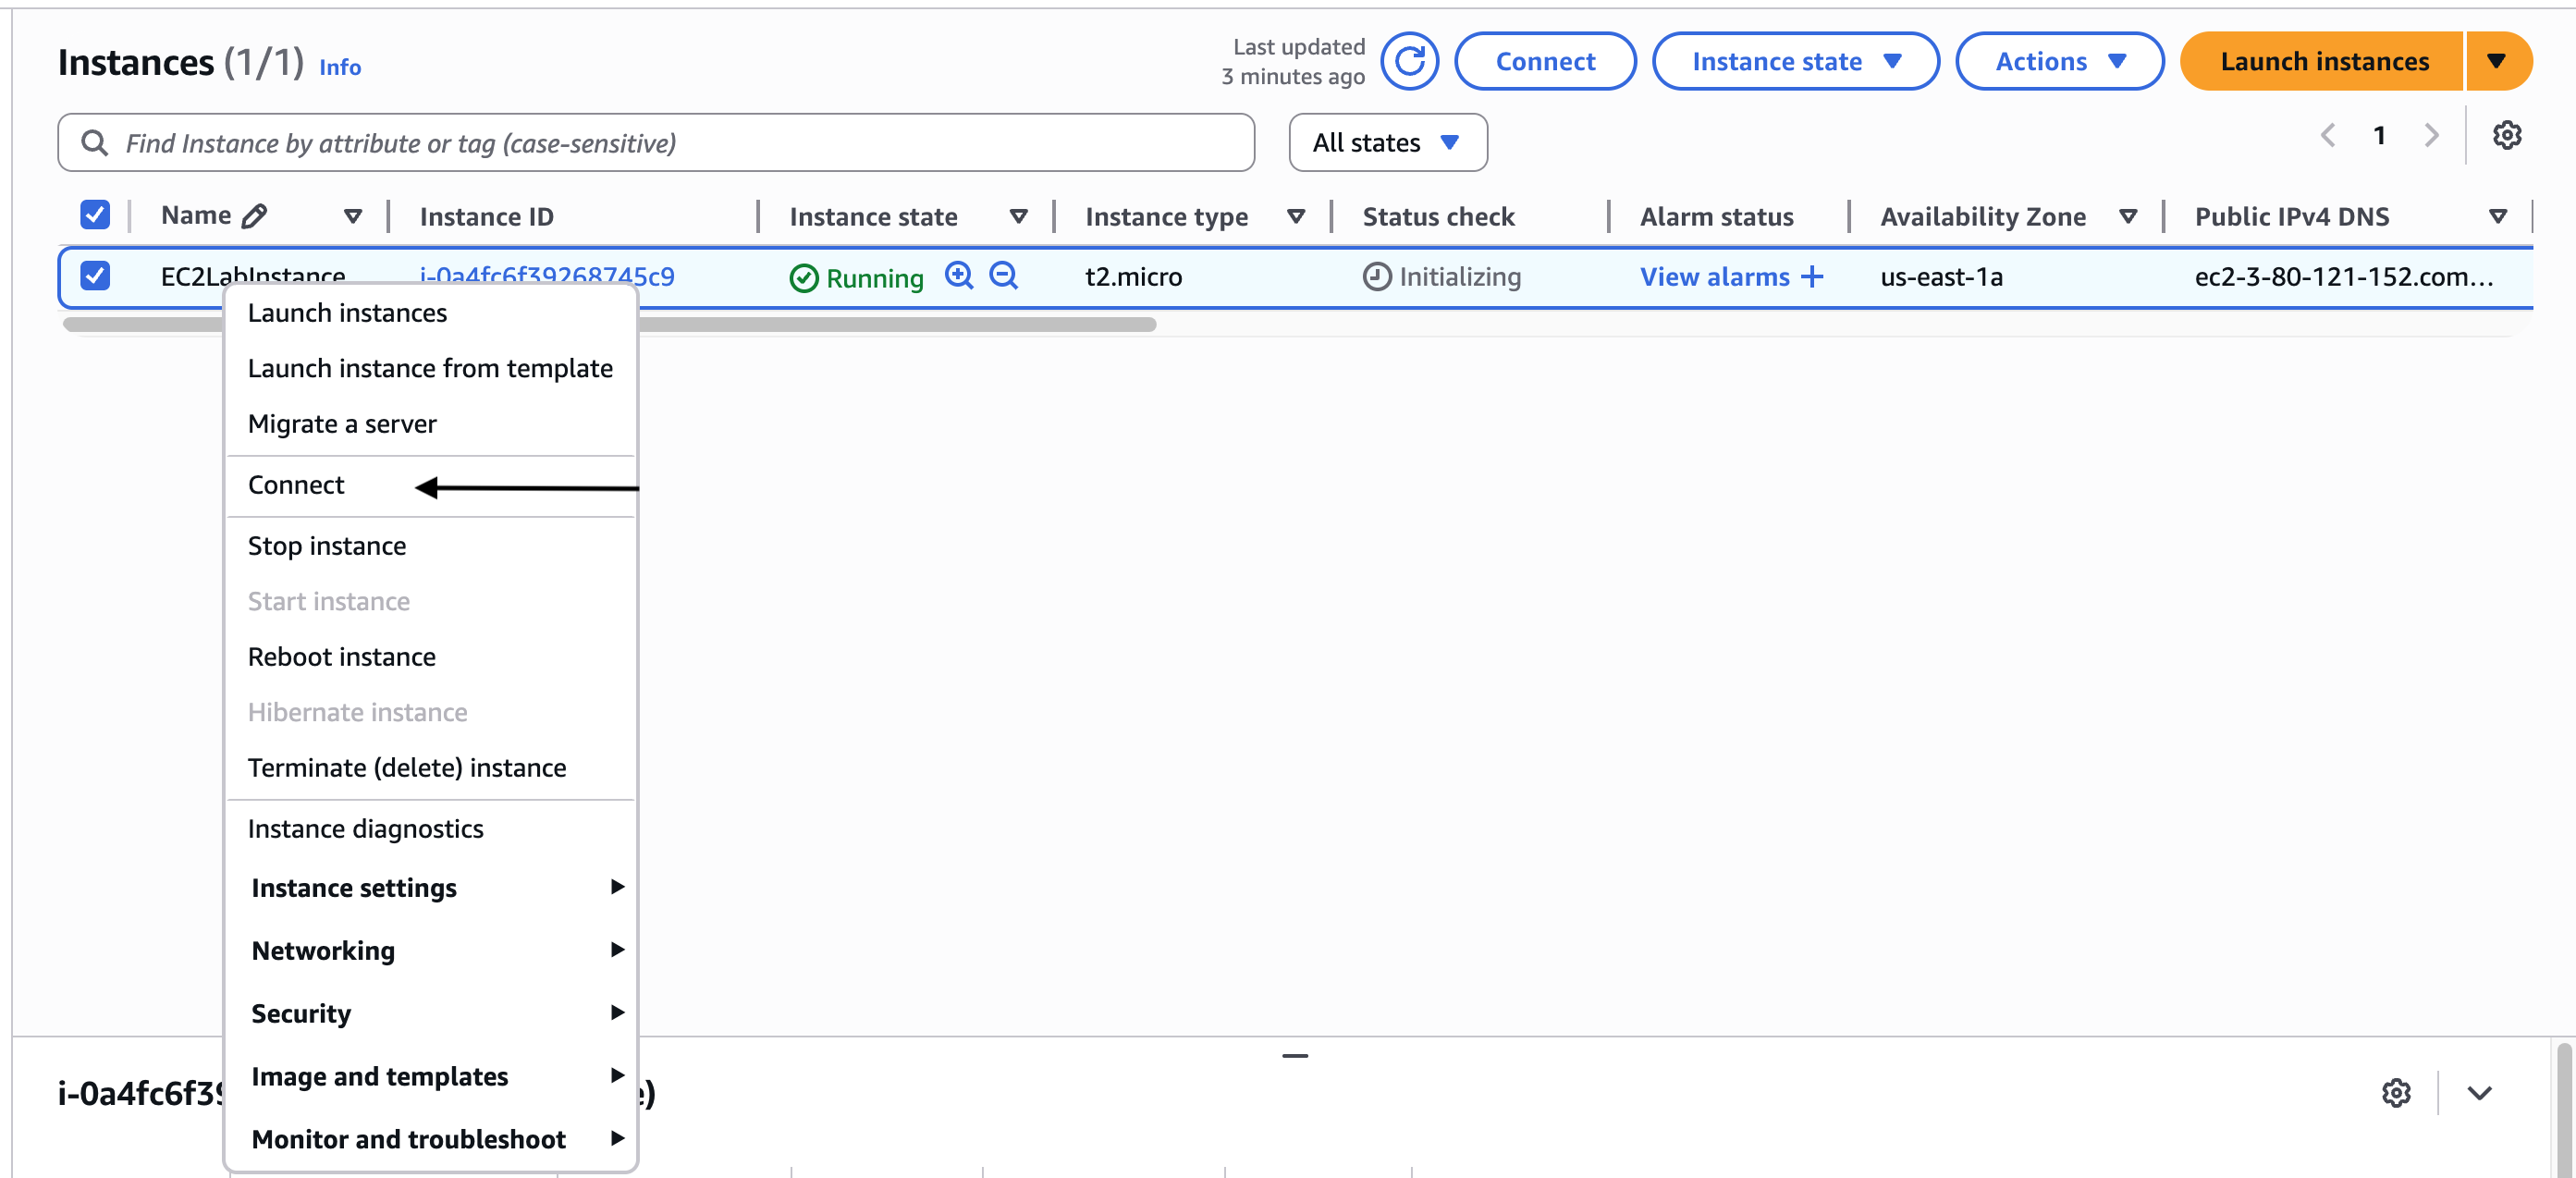 Instances (1/1) Info
Last updated
3 minutes ago
Connect
Instance state
Actions
Launch instances
Find Instance by attribute or tag (case-sensitive)
All states
1
Name Instance ID Instance state Instance type Status check Alarm status Availability Zone Public IPv4 DNS
EC2LabInstance i-0a4fc6f39268745c9 Running t2.micro Initializing View alarms + us-east-1a ec2-3-80-121-152.com...
Launch instances
Launch instance from template
Migrate a server
Connect
Stop instance
Start instance
Reboot instance
Hibernate instance
Terminate (delete) instance
Instance diagnostics
Instance settings
Networking
Security
Image and templates
Monitor and troubleshoot
i-0a4fc6f39